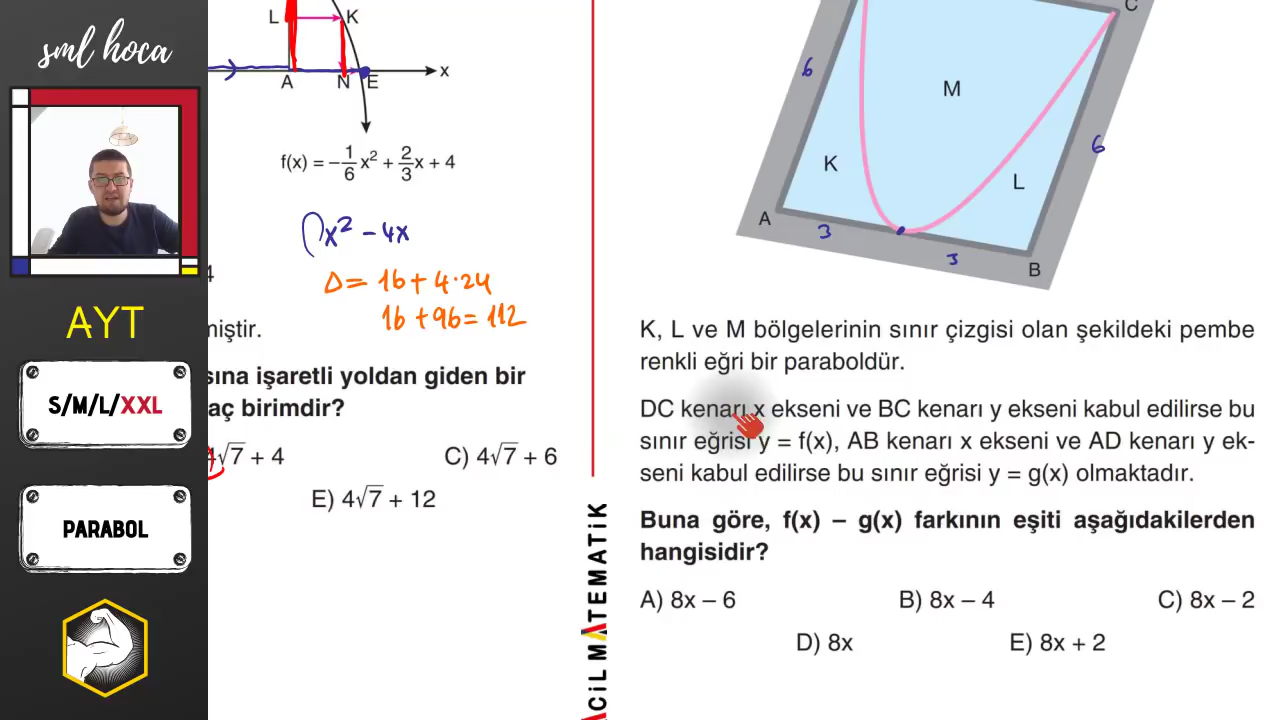 sml hoca
AYT
S/M/L/XXL
PARABOL
L
K
A
N
E
x
f(x) = –1/6 x² + 2/3 x + 4
x² – 4x
Δ = 16 + 4·24
16 + 96 = 112
4
miştir.
sına işaretli yoldan giden bir
aç birimdir?
4√7 + 4
C) 4√7 + 6
E) 4√7 + 12
ACİL MATEMATİK
C
6
M
6
K
L
A
3
3
B
K, L ve M bölgelerinin sınır çizgisi olan şekildeki pembe
renkli eğri bir paraboldür.
DC kenarı x ekseni ve BC kenarı y ekseni kabul edilirse bu
sınır eğrisi y = f(x), AB kenarı x ekseni ve AD kenarı y ek-
seni kabul edilirse bu sınır eğrisi y = g(x) olmaktadır.
Buna göre, f(x) – g(x) farkının eşiti aşağıdakilerden
hangisidir?
A) 8x – 6
B) 8x – 4
C) 8x – 2
D) 8x
E) 8x + 2